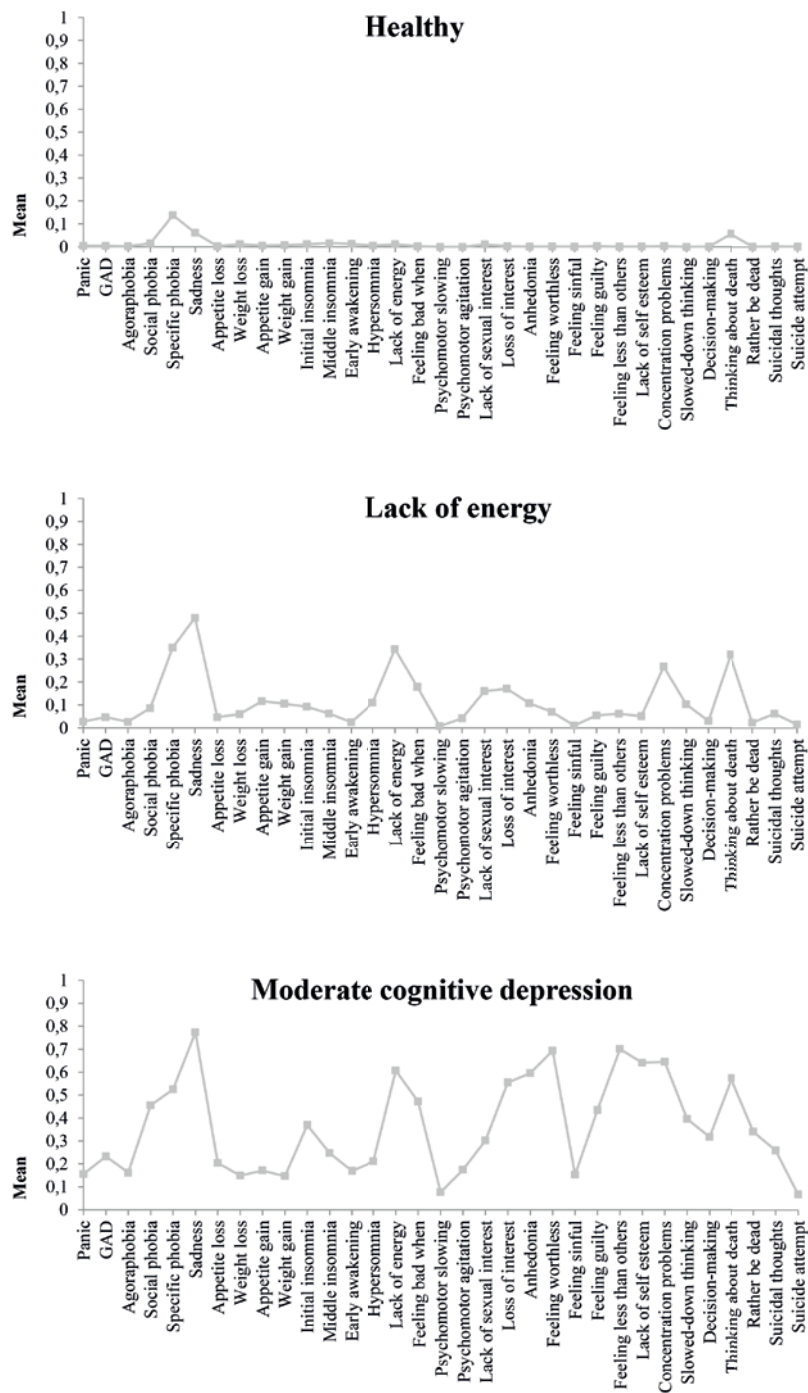 Healthy
1
0,9
0,8
0,7
0,6
0,5
0,4
0,3
0,2
0,1
0
Mean
Panic
GAD
Agoraphobia
Social phobia
Specific phobia
Sadness
Appetite loss
Weight loss
Appetite gain
Weight gain
Initial insomnia
Middle insomnia
Early awakening
Hypersomnia
Lack of energy
Feeling bad when
Psychomotor slowing
Psychomotor agitation
Lack of sexual interest
Loss of interest
Anhedonia
Feeling worthless
Feeling sinful
Feeling guilty
Feeling less than others
Lack of self esteem
Concentration problems
Slowed-down thinking
Decision-making
Thinking about death
Rather be dead
Suicidal thoughts
Suicide attempt
Lack of energy
1
0,9
0,8
0,7
0,6
0,5
0,4
0,3
0,2
0,1
0
Mean
Panic
GAD
Agoraphobia
Social phobia
Specific phobia
Sadness
Appetite loss
Weight loss
Appetite gain
Weight gain
Initial insomnia
Middle insomnia
Early awakening
Hypersomnia
Lack of energy
Feeling bad when
Psychomotor slowing
Psychomotor agitation
Lack of sexual interest
Loss of interest
Anhedonia
Feeling worthless
Feeling sinful
Feeling guilty
Feeling less than others
Lack of self esteem
Concentration problems
Slowed-down thinking
Decision-making
Thinking about death
Rather be dead
Suicidal thoughts
Suicide attempt
Moderate cognitive depression
1
0,9
0,8
0,7
0,6
0,5
0,4
0,3
0,2
0,1
0
Mean
Panic
GAD
Agoraphobia
Social phobia
Specific phobia
Sadness
Appetite loss
Weight loss
Appetite gain
Weight gain
Initial insomnia
Middle insomnia
Early awakening
Hypersomnia
Lack of energy
Feeling bad when
Psychomotor slowing
Psychomotor agitation
Lack of sexual interest
Loss of interest
Anhedonia
Feeling worthless
Feeling sinful
Feeling guilty
Feeling less than others
Lack of self esteem
Concentration problems
Slowed-down thinking
Decision-making
Thinking about death
Rather be dead
Suicidal thoughts
Suicide attempt